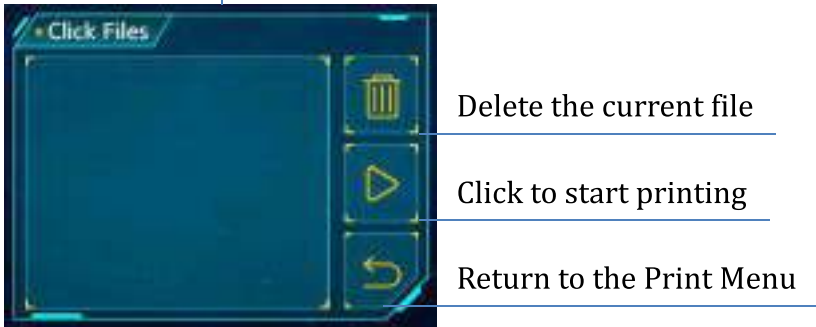 Click Files
Delete the current file
Click to start printing
Return to the Print Menu